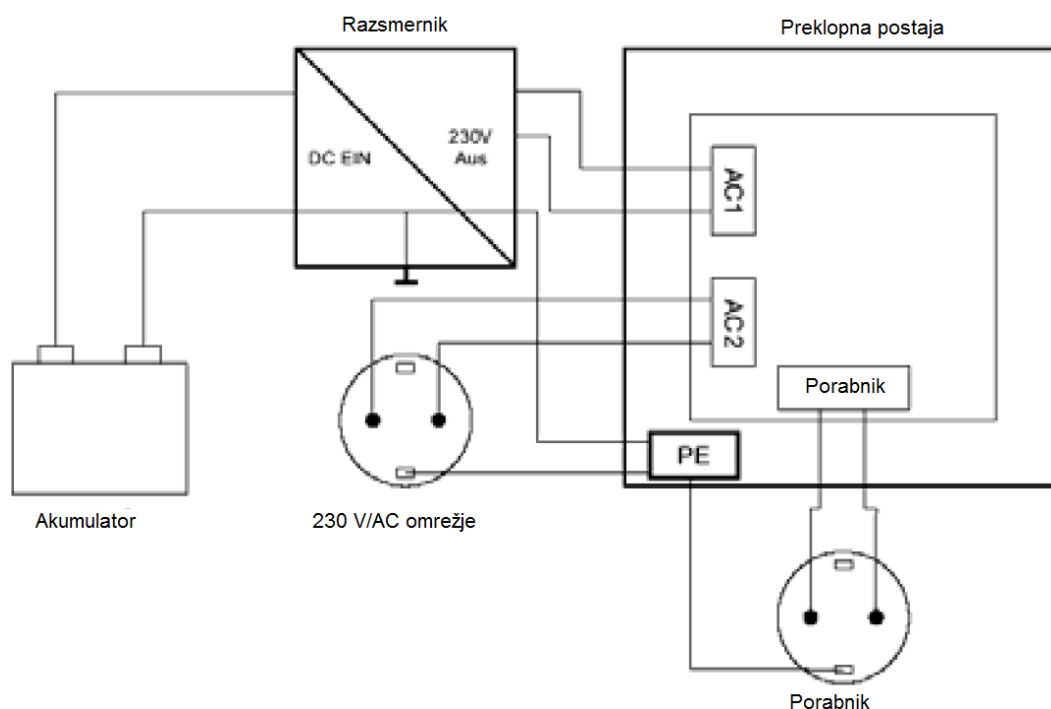 Razsmernik
Preklopna postaja
DC EIN
230V
Aus
AC1
AC2
Porabnik
PE
Akumulator
230 V/AC omrežje
Porabnik